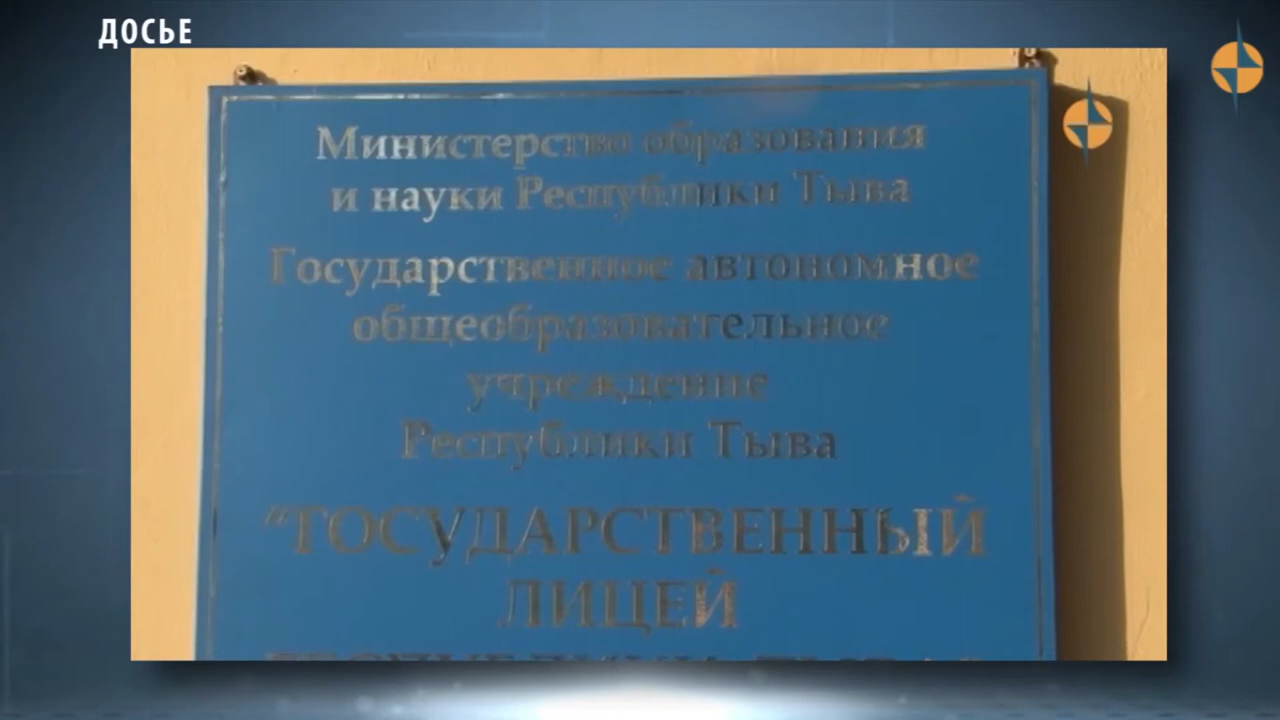 ДОСЬЕ
Министерство образования
и науки Республики Тыва
Государственное автономное
общеобразовательное
учреждение
Республики Тыва
"ГОСУДАРСТВЕННЫЙ
ЛИЦЕЙ